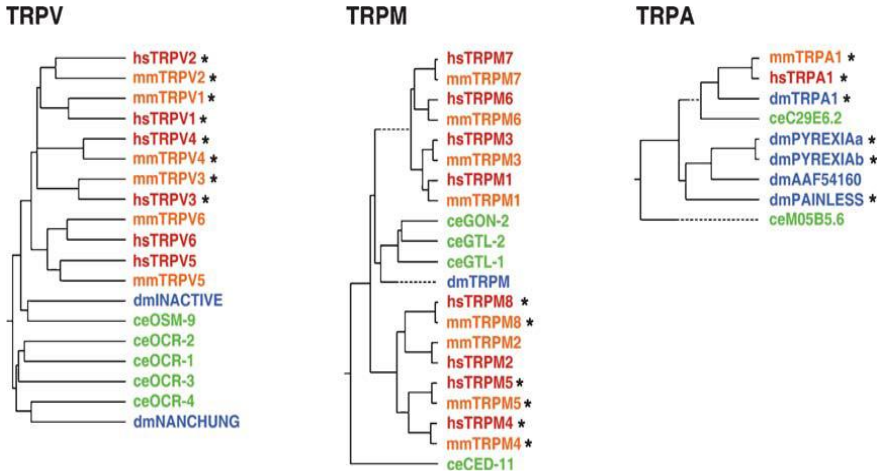 TRPV
hsTRPV2 *
mmTRPV2 *
mmTRPV1 *
hsTRPV1 *
hsTRPV4 *
mmTRPV4 *
mmTRPV3 *
hsTRPV3 *
mmTRPV6
hsTRPV6
hsTRPV5
mmTRPV5
dmINACTIVE
ceOSM-9
ceOCR-2
ceOCR-1
ceOCR-3
ceOCR-4
dmNANCHUNG
TRPM
hsTRPM7
mmTRPM7
hsTRPM6
mmTRPM6
hsTRPM3
mmTRPM3
hsTRPM1
mmTRPM1
ceGON-2
ceGTL-2
ceGTL-1
dmTRPM
hsTRPM8 *
mmTRPM8 *
mmTRPM2
hsTRPM2
hsTRPM5 *
mmTRPM5 *
hsTRPM4 *
mmTRPM4 *
ceCED-11
TRPA
mmTRPA1 *
hsTRPA1 *
dmTRPA1 *
ceC29E6.2
dmPYREXIAa *
dmPYREXIAb *
dmAAF54160
dmPAINLESS *
ceM05B5.6